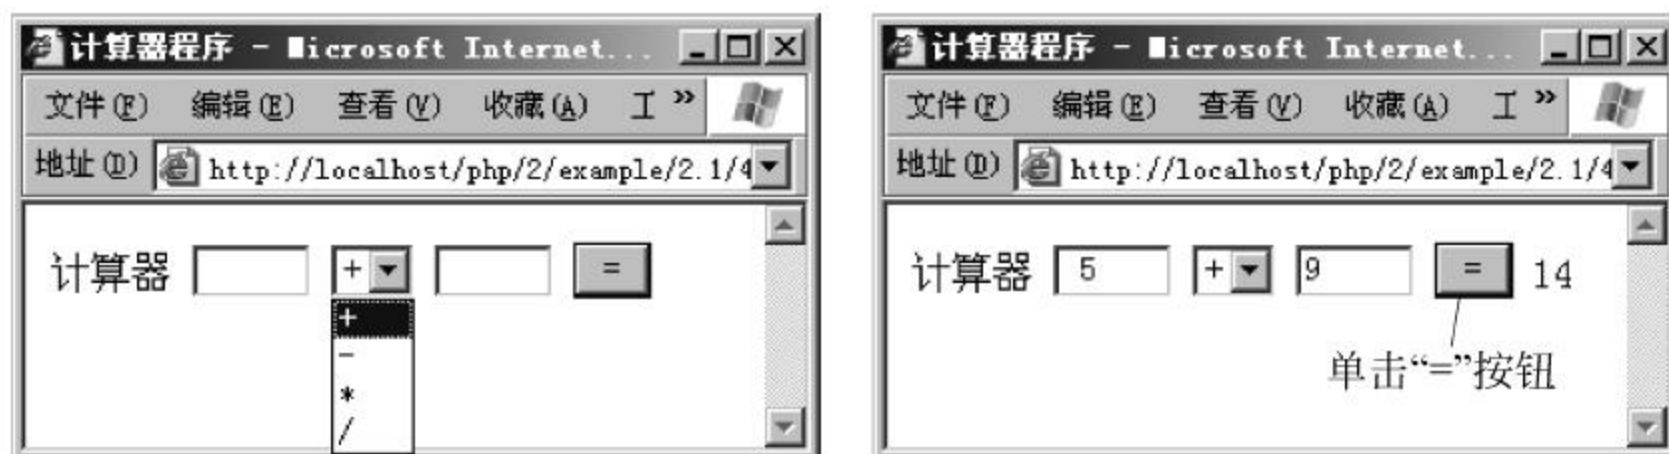 计算器程序 - Microsoft Internet...
文件(F) 编辑(E) 查看(V) 收藏(A) 工 »
地址(D) http://localhost/php/2/example/2.1/4
计算器 + =
+
-
*
/
计算器程序 - Microsoft Internet...
文件(F) 编辑(E) 查看(V) 收藏(A) 工 »
地址(D) http://localhost/php/2/example/2.1/4
计算器 5 + 9 = 14
单击“=”按钮